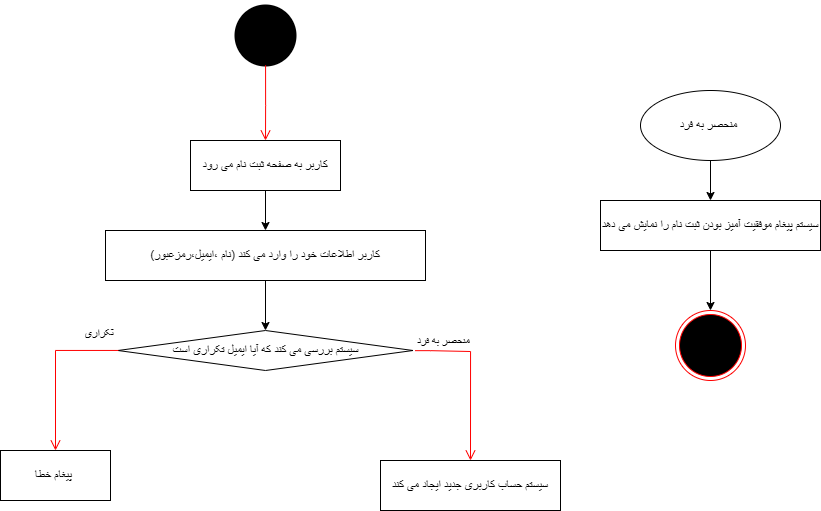 کاربر به صفحه ثبت نام می رود
کاربر اطلاعات خود را وارد می کند (نام ،ایمیل،رمزعبور)
سیستم بررسی می کند که آیا ایمیل تکراری است
تکراری
منحصر به فرد
پیغام خطا
سیستم حساب کاربری جدید ایجاد می کند
منحصر به فرد
سیستم پیغام موفقیت آمیز بودن ثبت نام را نمایش می دهد